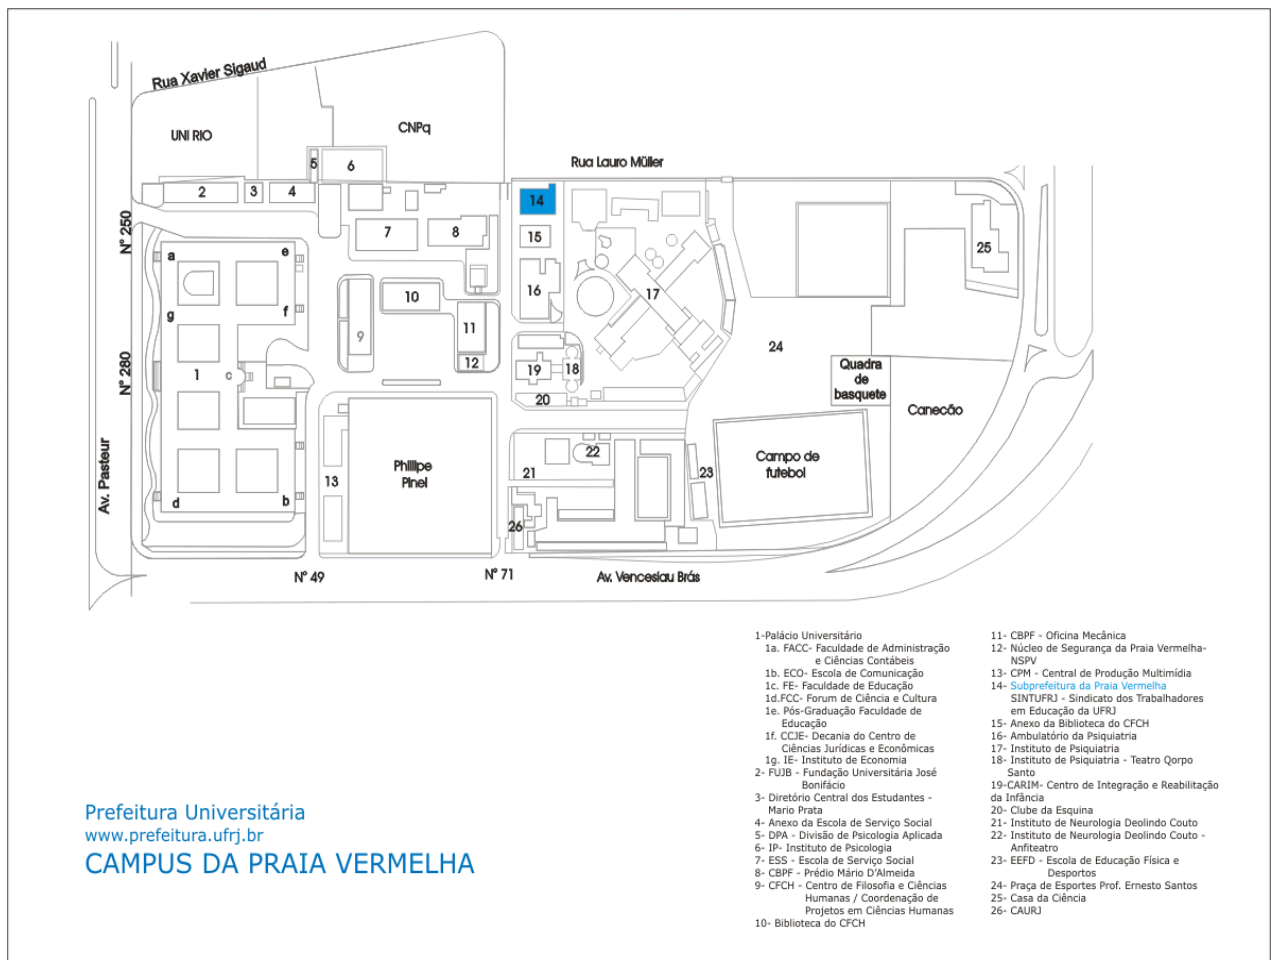 Rua Xavier Sigaud
UNI RIO
CNPq
Rua Lauro Müller
5
6
2
3
4
14
Nº 250
7
8
15
25
a
e
10
16
17
g
f
11
9
24
Nº 280
1
c
12
19
18
Quadra
de
basquete
20
Canecão
Av. Pasteur
Phillipe
Pinel
13
21
22
23
Campo de
futebol
d
b
26
Nº 49
Nº 71
Av. Venceslau Brás
1-Palácio Universitário
1a. FACC- Faculdade de Administração
e Ciências Contábeis
1b. ECO- Escola de Comunicação
1c. FE- Faculdade de Educação
1d.FCC- Forum de Ciência e Cultura
1e. Pós-Graduação Faculdade de
Educação
1f. CCJE- Decania do Centro de
Ciências Jurídicas e Econômicas
1g. IE- Instituto de Economia
2- FUJB - Fundação Universitária José
Bonifácio
3- Diretório Central dos Estudantes -
Mario Prata
4- Anexo da Escola de Serviço Social
5- DPA - Divisão de Psicologia Aplicada
6- IP- Instituto de Psicologia
7- ESS - Escola de Serviço Social
8- CBPF - Prédio Mário D'Almeida
9- CFCH - Centro de Filosofia e Ciências
Humanas / Coordenação de
Projetos em Ciências Humanas
10- Biblioteca do CFCH
11- CBPF - Oficina Mecânica
12- Núcleo de Segurança da Praia Vermelha-
NSPV
13- CPM - Central de Produção Multimídia
14- Subprefeitura da Praia Vermelha
SINTUFRJ - Sindicato dos Trabalhadores
em Educação da UFRJ
15- Anexo da Biblioteca do CFCH
16- Ambulatório da Psiquiatria
17- Instituto de Psiquiatria
18- Instituto de Psiquiatria - Teatro Qorpo
Santo
19-CARIM- Centro de Integração e Reabilitação
da Infância
20- Clube da Esquina
21- Instituto de Neurologia Deolindo Couto
22- Instituto de Neurologia Deolindo Couto -
Anfiteatro
23- EEFD - Escola de Educação Física e
Desportos
24- Praça de Esportes Prof. Ernesto Santos
25- Casa da Ciência
26- CAURJ
Prefeitura Universitária
www.prefeitura.ufrj.br
CAMPUS DA PRAIA VERMELHA